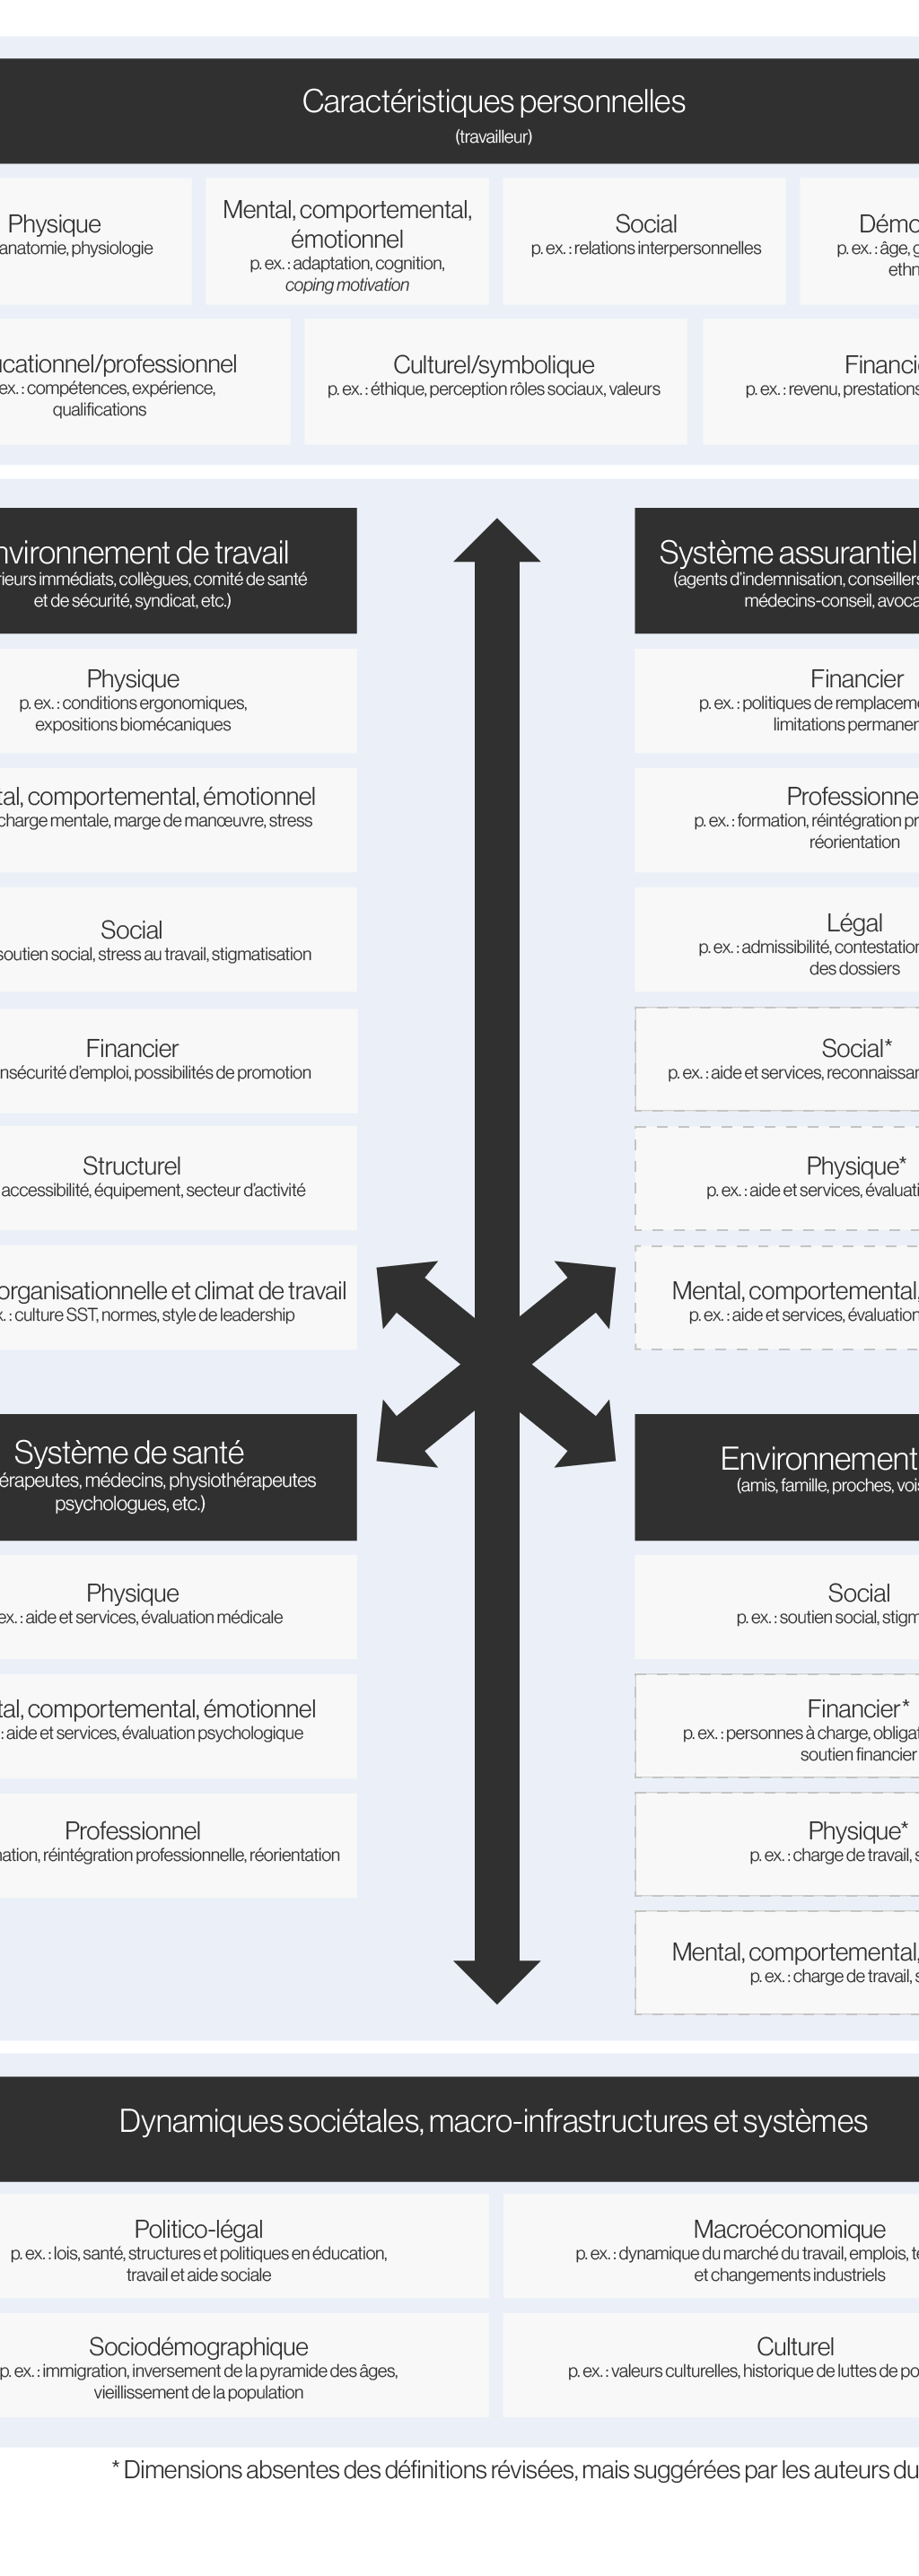 Caractéristiques personnelles
(travailleur)
Physique
anatomie, physiologie
Mental, comportemental,
émotionnel
p. ex. : adaptation, cognition,
coping motivation
Social
p. ex. : relations interpersonnelles
p. ex. : âge,
professionnel
ex. : compétences, expérience,
qualifications
Culturel/symbolique
p. ex. : éthique, perception rôles sociaux, valeurs
p. ex. : revenu, prestations
nvironnement de travail
rieurs immédiats, collègues, comité de santé
et de sécurité, syndicat, etc.)
Physique
p. ex. : conditions ergonomiques,
expositions biomécaniques
tal, comportemental, émotionnel
charge mentale, marge de manœuvre, stress
Social
soutien social, stress au travail, stigmatisation
Financier
nsécurité d'emploi, possibilités de promotion
Structurel
accessibilité, équipement, secteur d'activité
organisationnelle et climat de travail
x. : culture SST, normes, style de leadership
Système assurantiel
(agents d'indemnisation, conseillers
médecins-conseil, avoca
Financier
p. ex. : politiques de remplaceme
limitations permanen
Professionne
p. ex. : formation, réintégration pr
réorientation
Légal
p. ex. : admissibilité, contestation
des dossiers
Social*
p. ex. : aide et services, reconnaissan
Physique*
p. ex. : aide et services, évaluati
Mental, comportemental,
p. ex. : aide et services, évaluation
Système de santé
érapeutes, médecins, physiothérapeutes
psychologues, etc.)
Physique
ex. : aide et services, évaluation médicale
tal, comportemental, émotionnel
: aide et services, évaluation psychologique
Professionnel
nation, réintégration professionnelle, réorientation
Environnement
(amis, famille, proches, vois
Social
p. ex. : soutien social, stigm
Financier*
p. ex. : personnes à charge, obligat
soutien financier
Physique*
p. ex. : charge de travail, s
Mental, comportemental,
p. ex. : charge de travail, s
Dynamiques sociétales, macro-infrastructures et systèmes
Politico-légal
p. ex. : lois, santé, structures et politiques en éducation,
travail et aide sociale
Macroéconomique
p. ex. : dynamique du marché du travail, emplois, te
et changements industriels
Sociodémographique
p. ex. : immigration, inversement de la pyramide des âges,
vieillissement de la population
Culturel
p. ex. : valeurs culturelles, historique de luttes de po
* Dimensions absentes des définitions révisées, mais suggérées par les auteurs du